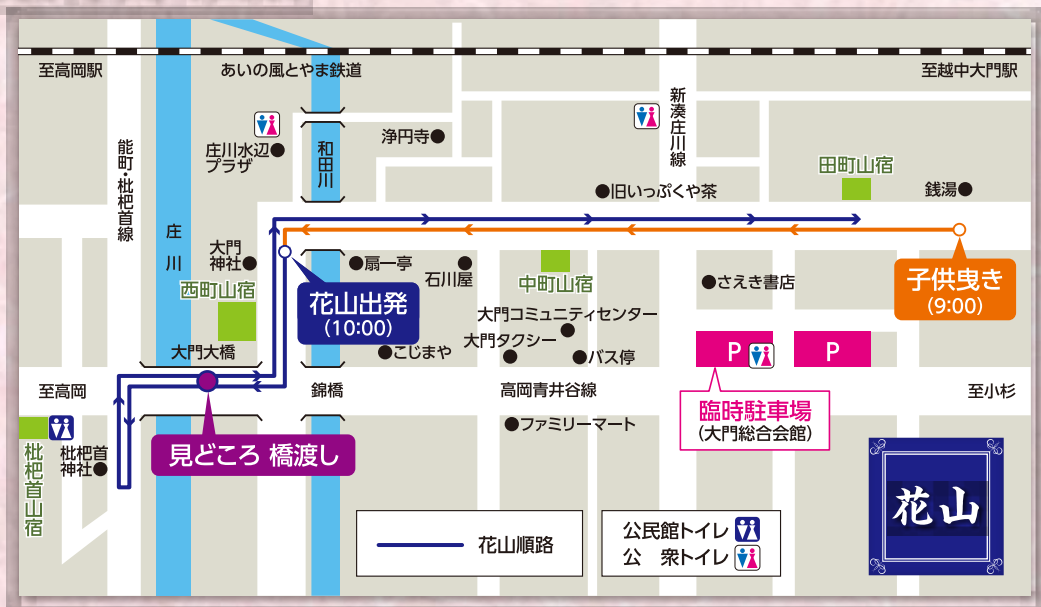 至高岡駅
あいの風とやま鉄道
至越中大門駅
能町・枇杷首線
庄川水辺
プラザ
和田川
浄円寺
新湊庄川線
旧いっぷくや茶
田町山宿
銭湯
庄川
大門
神社
扇一亭
石川屋
中町山宿
さえき書店
子供曳き
(9:00)
西町山宿
花山出発
(10:00)
大門コミュニティセンター
大門タクシー
バス停
こじまや
大門大橋
P
P
至高岡
錦橋
高岡青井谷線
至小杉
臨時駐車場
(大門総合会館)
ファミリーマート
見どころ 橋渡し
枇杷首
神社
枇杷首山宿
花山
花山順路
公民館トイレ
公 衆トイレ